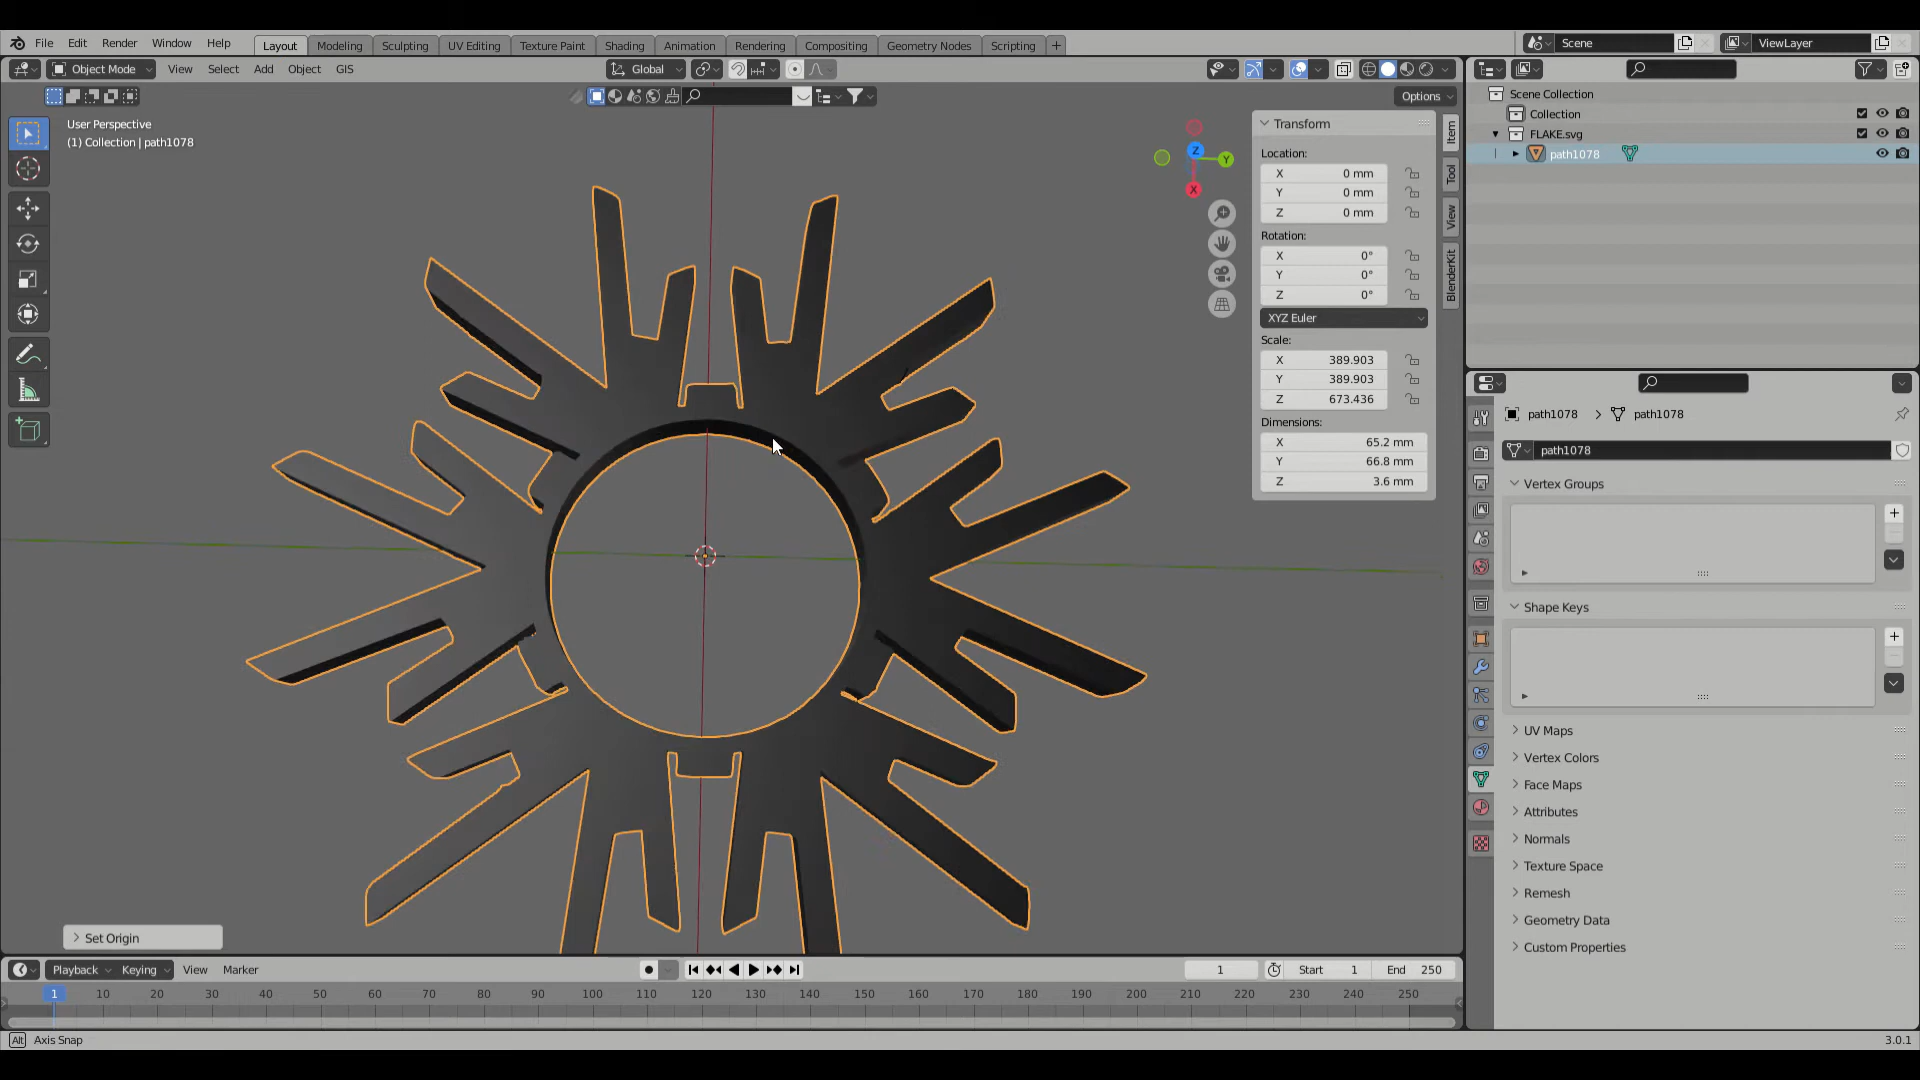 File Edit Render Window Help Layout Modeling Sculpting UV Editing Texture Paint Shading Animation Rendering Compositing Geometry Nodes Scripting + Scene ViewLayer
Object Mode View Select Add Object GIS Global
Options
User Perspective
(1) Collection | path1078
Z
Y
X
Transform
Location:
X 0 mm
Y 0 mm
Z 0 mm
Rotation:
X 0°
Y 0°
Z 0°
XYZ Euler
Scale:
X 389.903
Y 389.903
Z 673.436
Dimensions:
X 65.2 mm
Y 66.8 mm
Z 3.6 mm
Item
Tool
View
BlenderKit
Scene Collection
Collection
FLAKE.svg
path1078
path1078 > path1078
path1078
Vertex Groups
Shape Keys
UV Maps
Vertex Colors
Face Maps
Attributes
Normals
Texture Space
Remesh
Geometry Data
Custom Properties
Set Origin
Playback Keying View Marker 1 Start 1 End 250
1 10 20 30 40 50 60 70 80 90 100 110 120 130 140 150 160 170 180 190 200 210 220 230 240 250
Alt Axis Snap 3.0.1